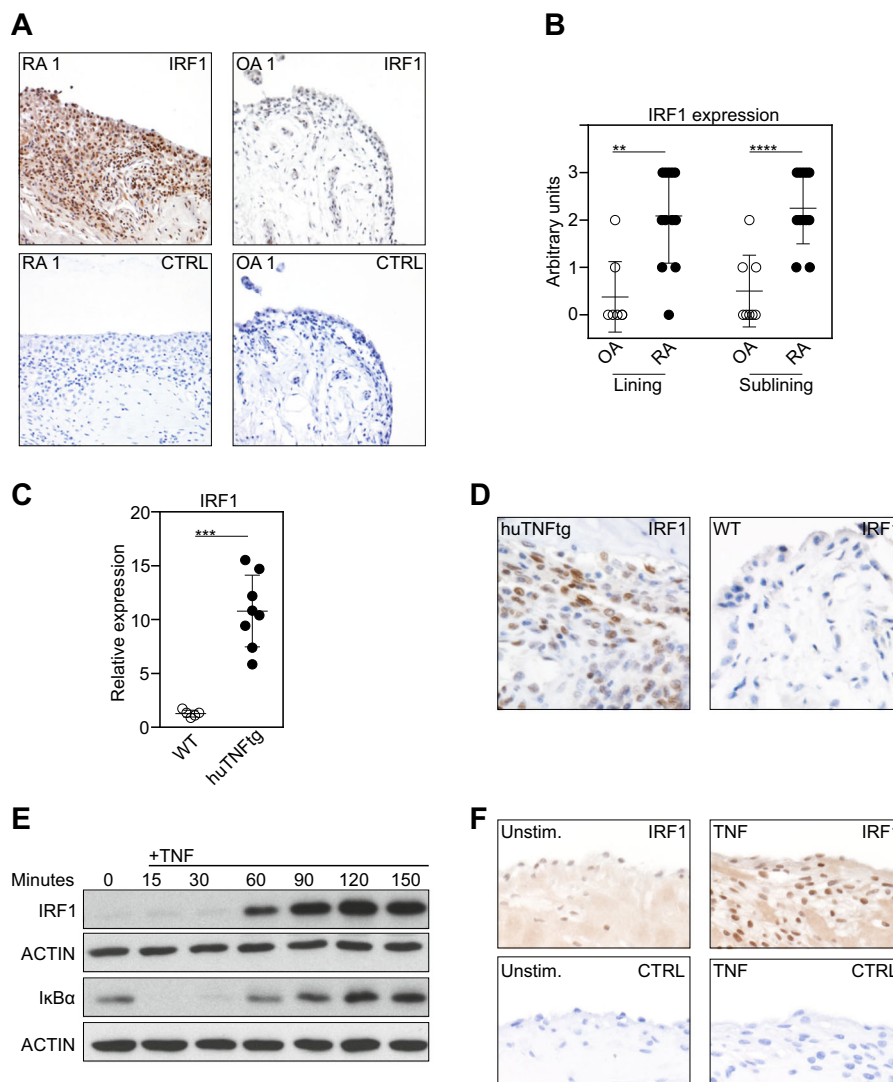 A
RA 1 IRF1
OA 1 IRF1
RA 1 CTRL
OA 1 CTRL
B
IRF1 expression
** ****
Arbitrary units
3
2
1
0
OA RA OA RA
Lining Sublining
C
IRF1
***
Relative expression
20
15
10
5
0
WT huTNFtg
D
huTNFtg IRF1
WT IRF1
E
+TNF
Minutes 0 15 30 60 90 120 150
IRF1
ACTIN
IκBα
ACTIN
F
Unstim. IRF1
TNF IRF1
Unstim. CTRL
TNF CTRL